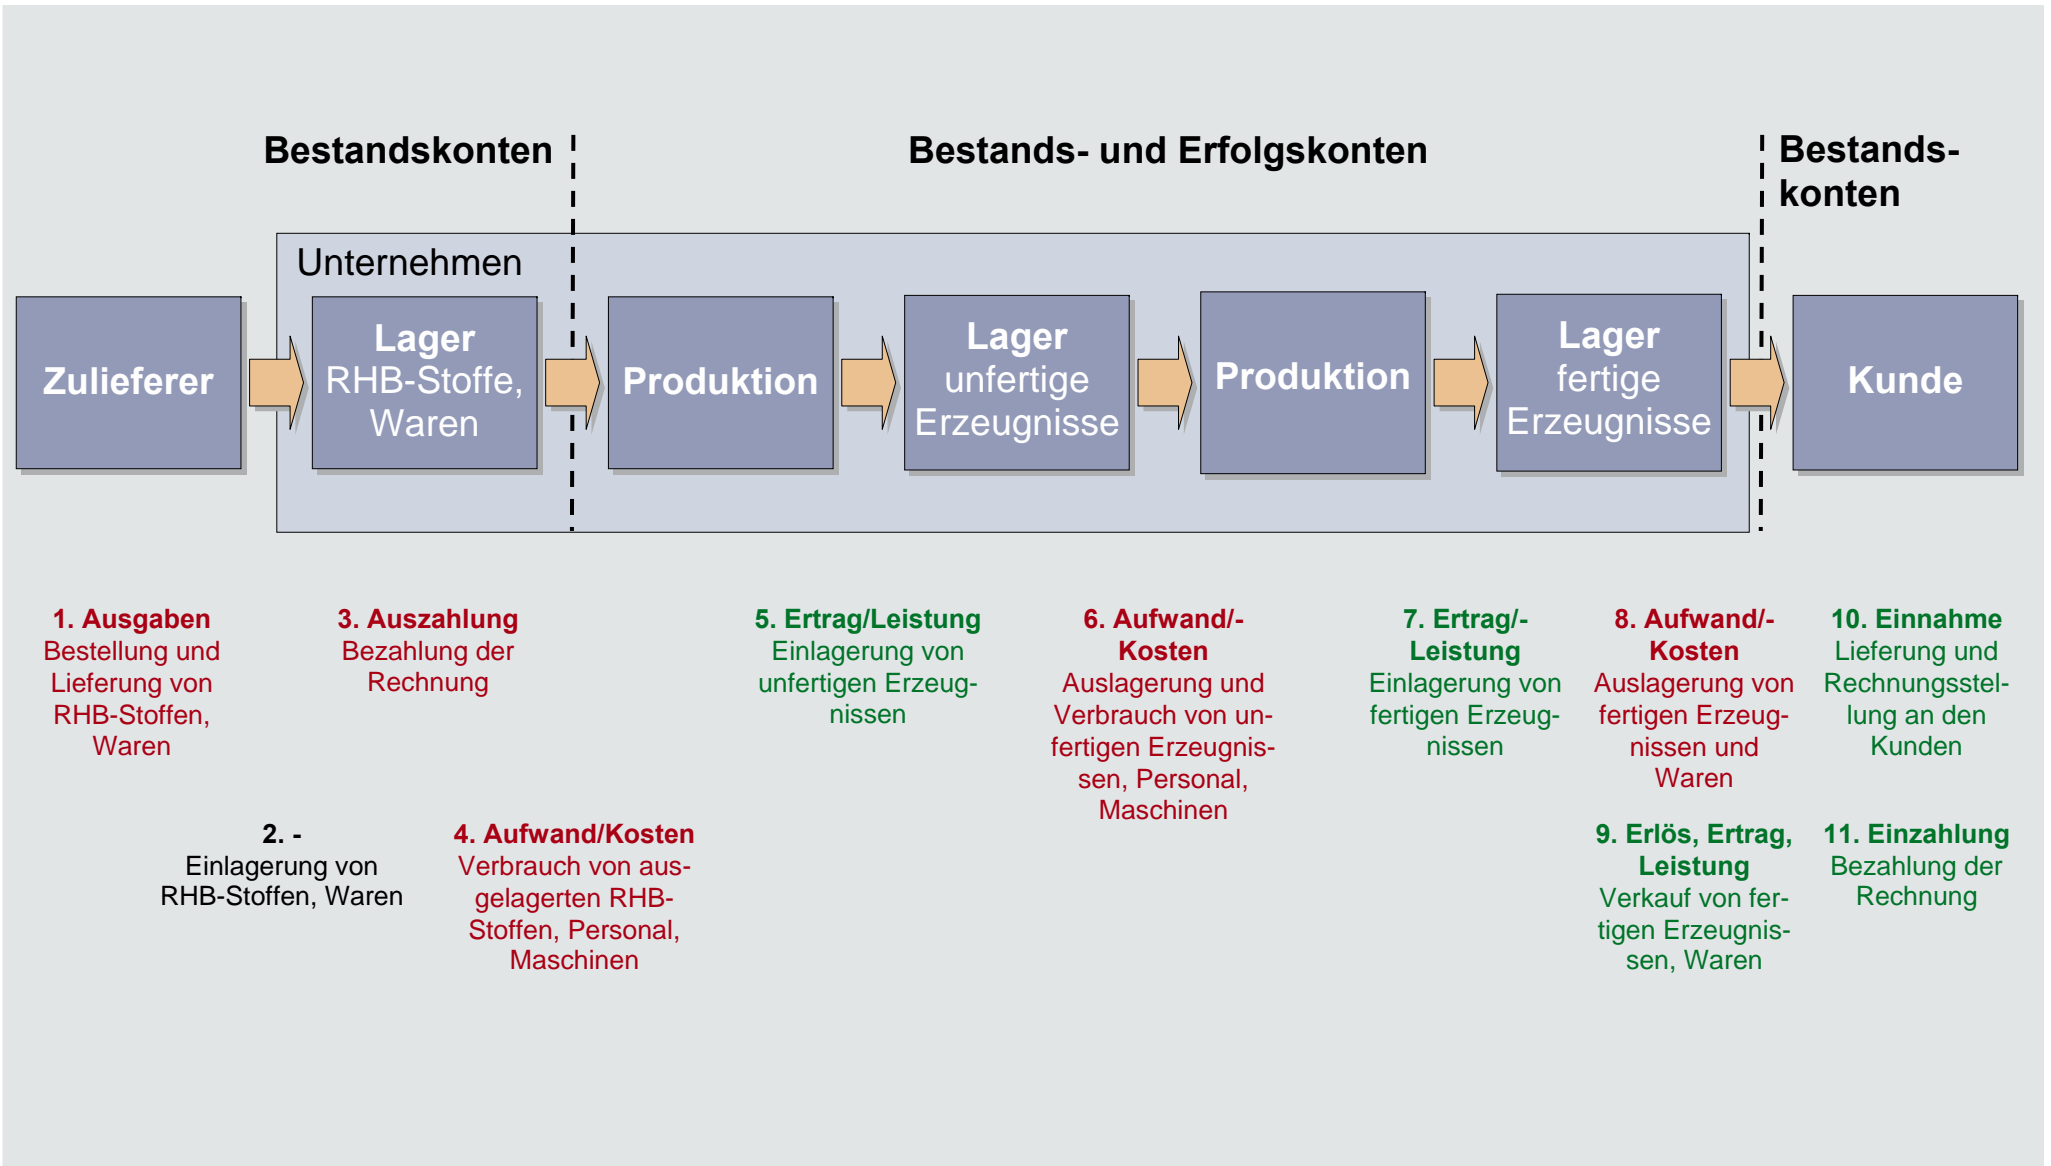 Bestandskonten
Bestands- und Erfolgskonten
Bestands-
konten
Unternehmen
Zulieferer
Lager
RHB-Stoffe,
Waren
Produktion
Lager
unfertige
Erzeugnisse
Produktion
Lager
fertige
Erzeugnisse
Kunde
1. Ausgaben
Bestellung und
Lieferung von
RHB-Stoffen,
Waren
2. -
Einlagerung von
RHB-Stoffen, Waren
3. Auszahlung
Bezahlung der
Rechnung
4. Aufwand/Kosten
Verbrauch von aus-
gelagerten RHB-
Stoffen, Personal,
Maschinen
5. Ertrag/Leistung
Einlagerung von
unfertigen Erzeug-
nissen
6. Aufwand/-
Kosten
Auslagerung und
Verbrauch von un-
fertigen Erzeugnis-
sen, Personal,
Maschinen
7. Ertrag/-
Leistung
Einlagerung von
fertigen Erzeug-
nissen
8. Aufwand/-
Kosten
Auslagerung von
fertigen Erzeug-
nissen und
Waren
9. Erlös, Ertrag,
Leistung
Verkauf von fer-
tigen Erzeugnis-
sen, Waren
10. Einnahme
Lieferung und
Rechnungsstel-
lung an den
Kunden
11. Einzahlung
Bezahlung der
Rechnung